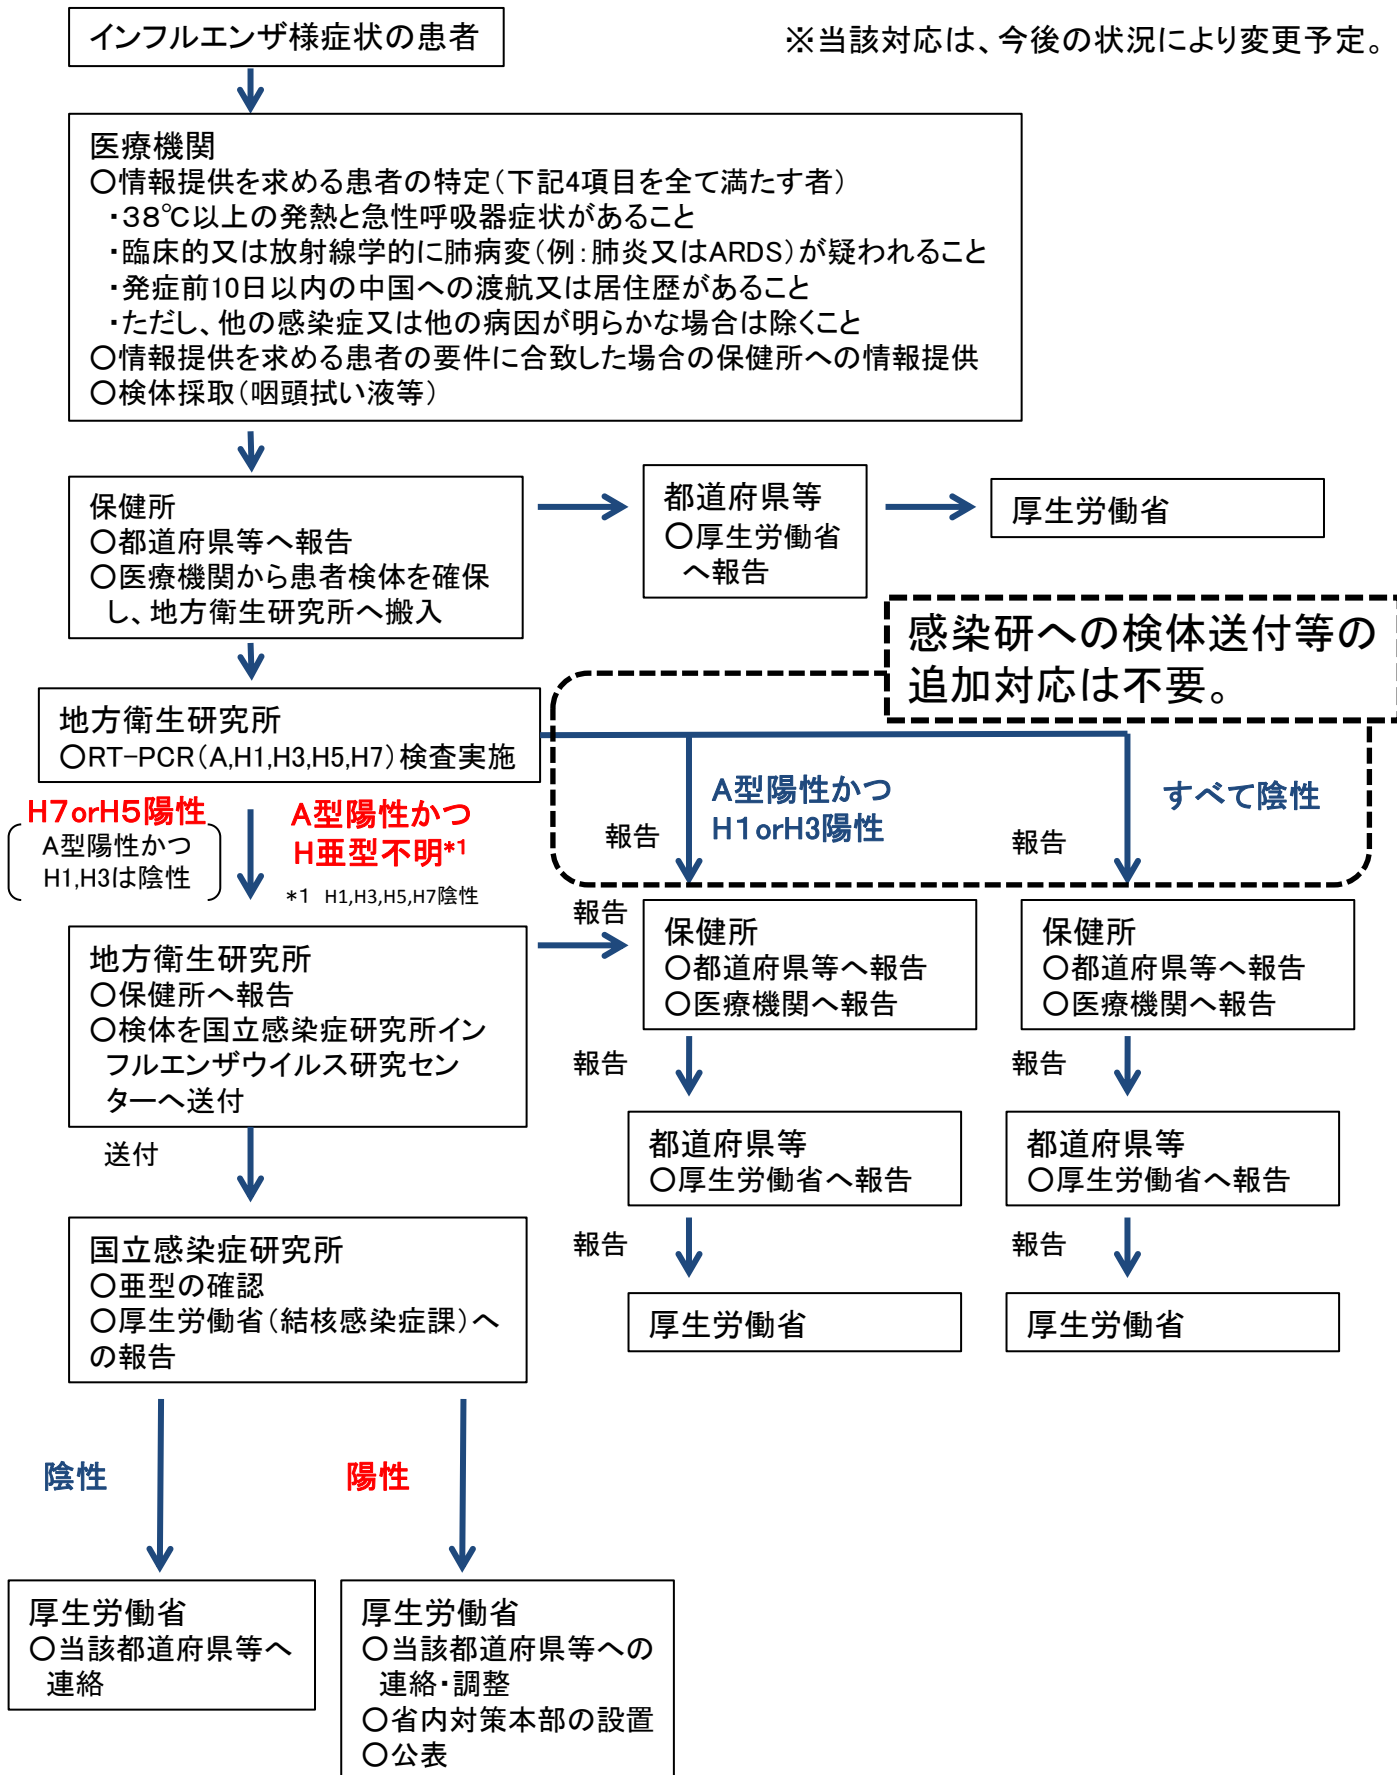 インフルエンザ様症状の患者
※当該対応は、今後の状況により変更予定。
医療機関
○情報提供を求める患者の特定(下記4項目を全て満たす者)
・38℃以上の発熱と急性呼吸器症状があること
・臨床的又は放射線学的に肺病変(例:肺炎又はARDS)が疑われること
・発症前10日以内の中国への渡航又は居住歴があること
・ただし、他の感染症又は他の病因が明らかな場合は除くこと
○情報提供を求める患者の要件に合致した場合の保健所への情報提供
○検体採取(咽頭拭い液等)
保健所
○都道府県等へ報告
○医療機関から患者検体を確保
し、地方衛生研究所へ搬入
都道府県等
○厚生労働省
へ報告
厚生労働省
感染研への検体送付等の
追加対応は不要。
地方衛生研究所
○RT-PCR(A,H1,H3,H5,H7)検査実施
H7orH5陽性
A型陽性かつ
H1,H3は陰性
A型陽性かつ
H亜型不明*1
*1 H1,H3,H5,H7陰性
A型陽性かつ
H1orH3陽性
報告
すべて陰性
報告
地方衛生研究所
○保健所へ報告
○検体を国立感染症研究所イン
フルエンザウイルス研究セン
ターへ送付
報告
保健所
○都道府県等へ報告
○医療機関へ報告
保健所
○都道府県等へ報告
○医療機関へ報告
報告
報告
送付
都道府県等
○厚生労働省へ報告
都道府県等
○厚生労働省へ報告
国立感染症研究所
○亜型の確認
○厚生労働省(結核感染症課)へ
の報告
報告
報告
厚生労働省
厚生労働省
陰性
陽性
厚生労働省
○当該都道府県等へ
連絡
厚生労働省
○当該都道府県等への
連絡・調整
○省内対策本部の設置
○公表